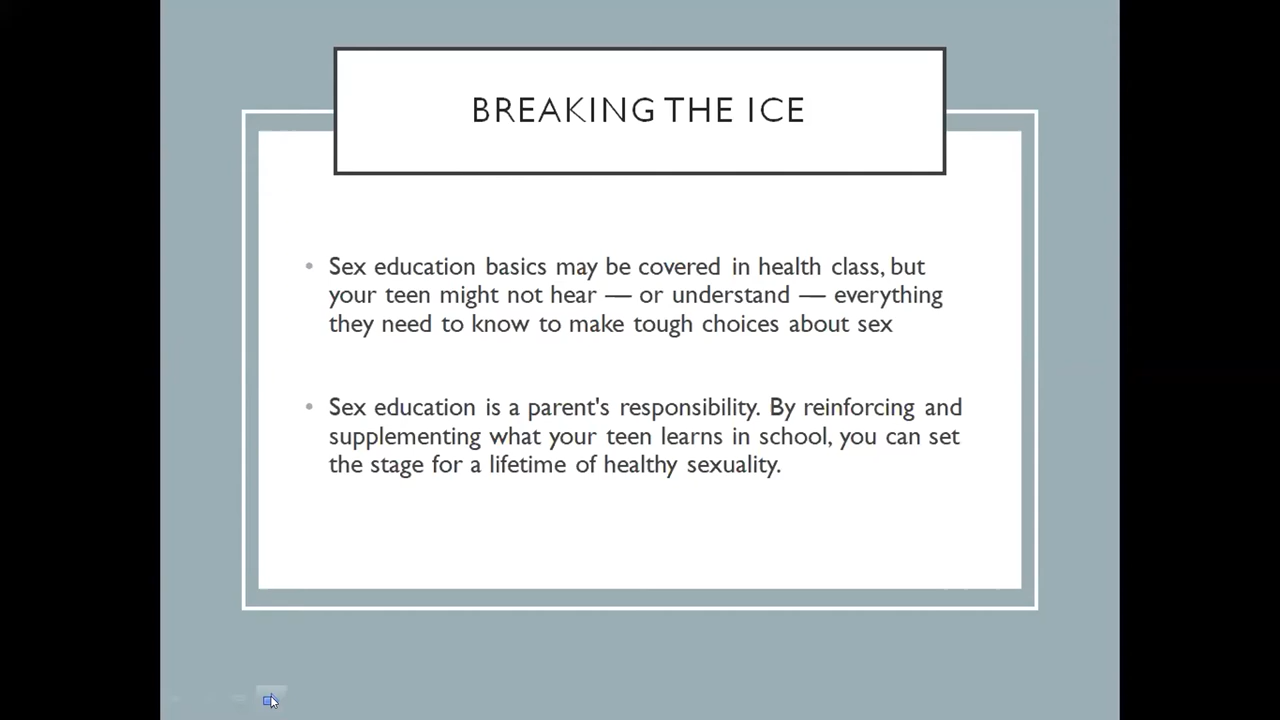 BREAKING THE ICE
• Sex education basics may be covered in health class, but
your teen might not hear — or understand — everything
they need to know to make tough choices about sex
• Sex education is a parent's responsibility. By reinforcing and
supplementing what your teen learns in school, you can set
the stage for a lifetime of healthy sexuality.